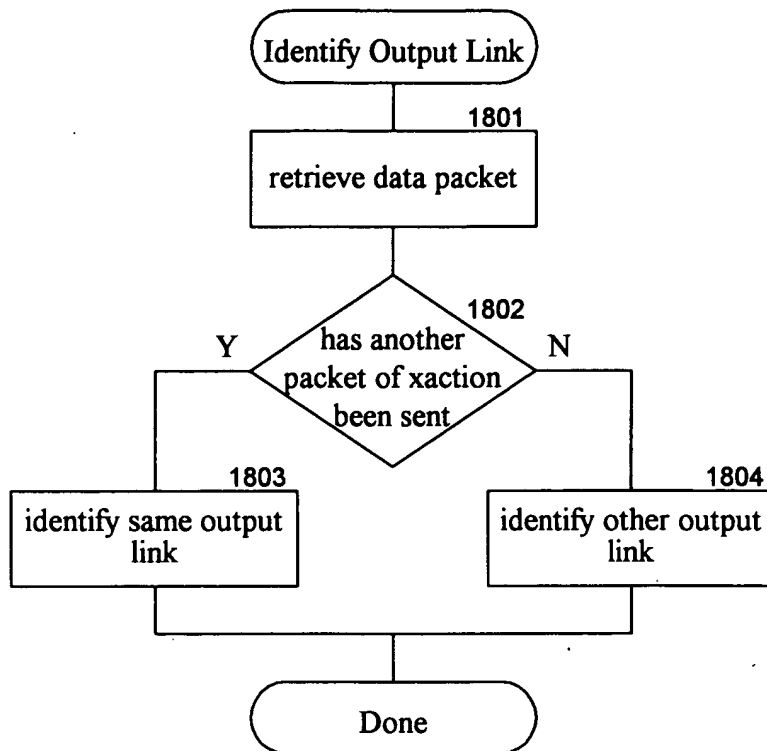 Identify Output Link
1801
retrieve data packet
1802
has another
packet of xaction
been sent
Y
N
1803
identify same output
link
1804
identify other output
link
Done